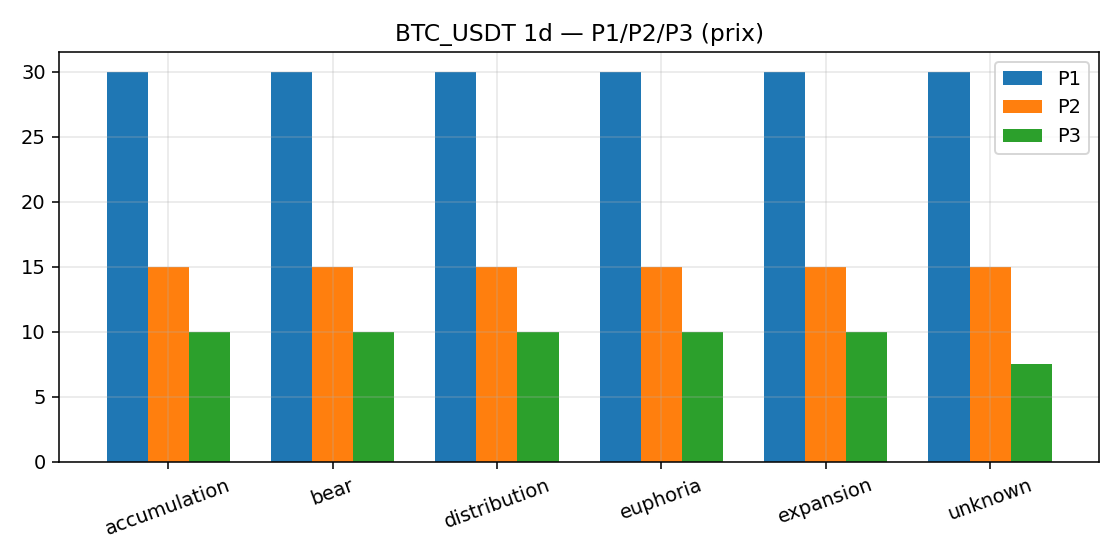 BTC_USDT 1d — P1/P2/P3 (prix)
30
25
20
15
10
5
0
P1
P2
P3
accumulation
bear
distribution
euphoria
expansion
unknown